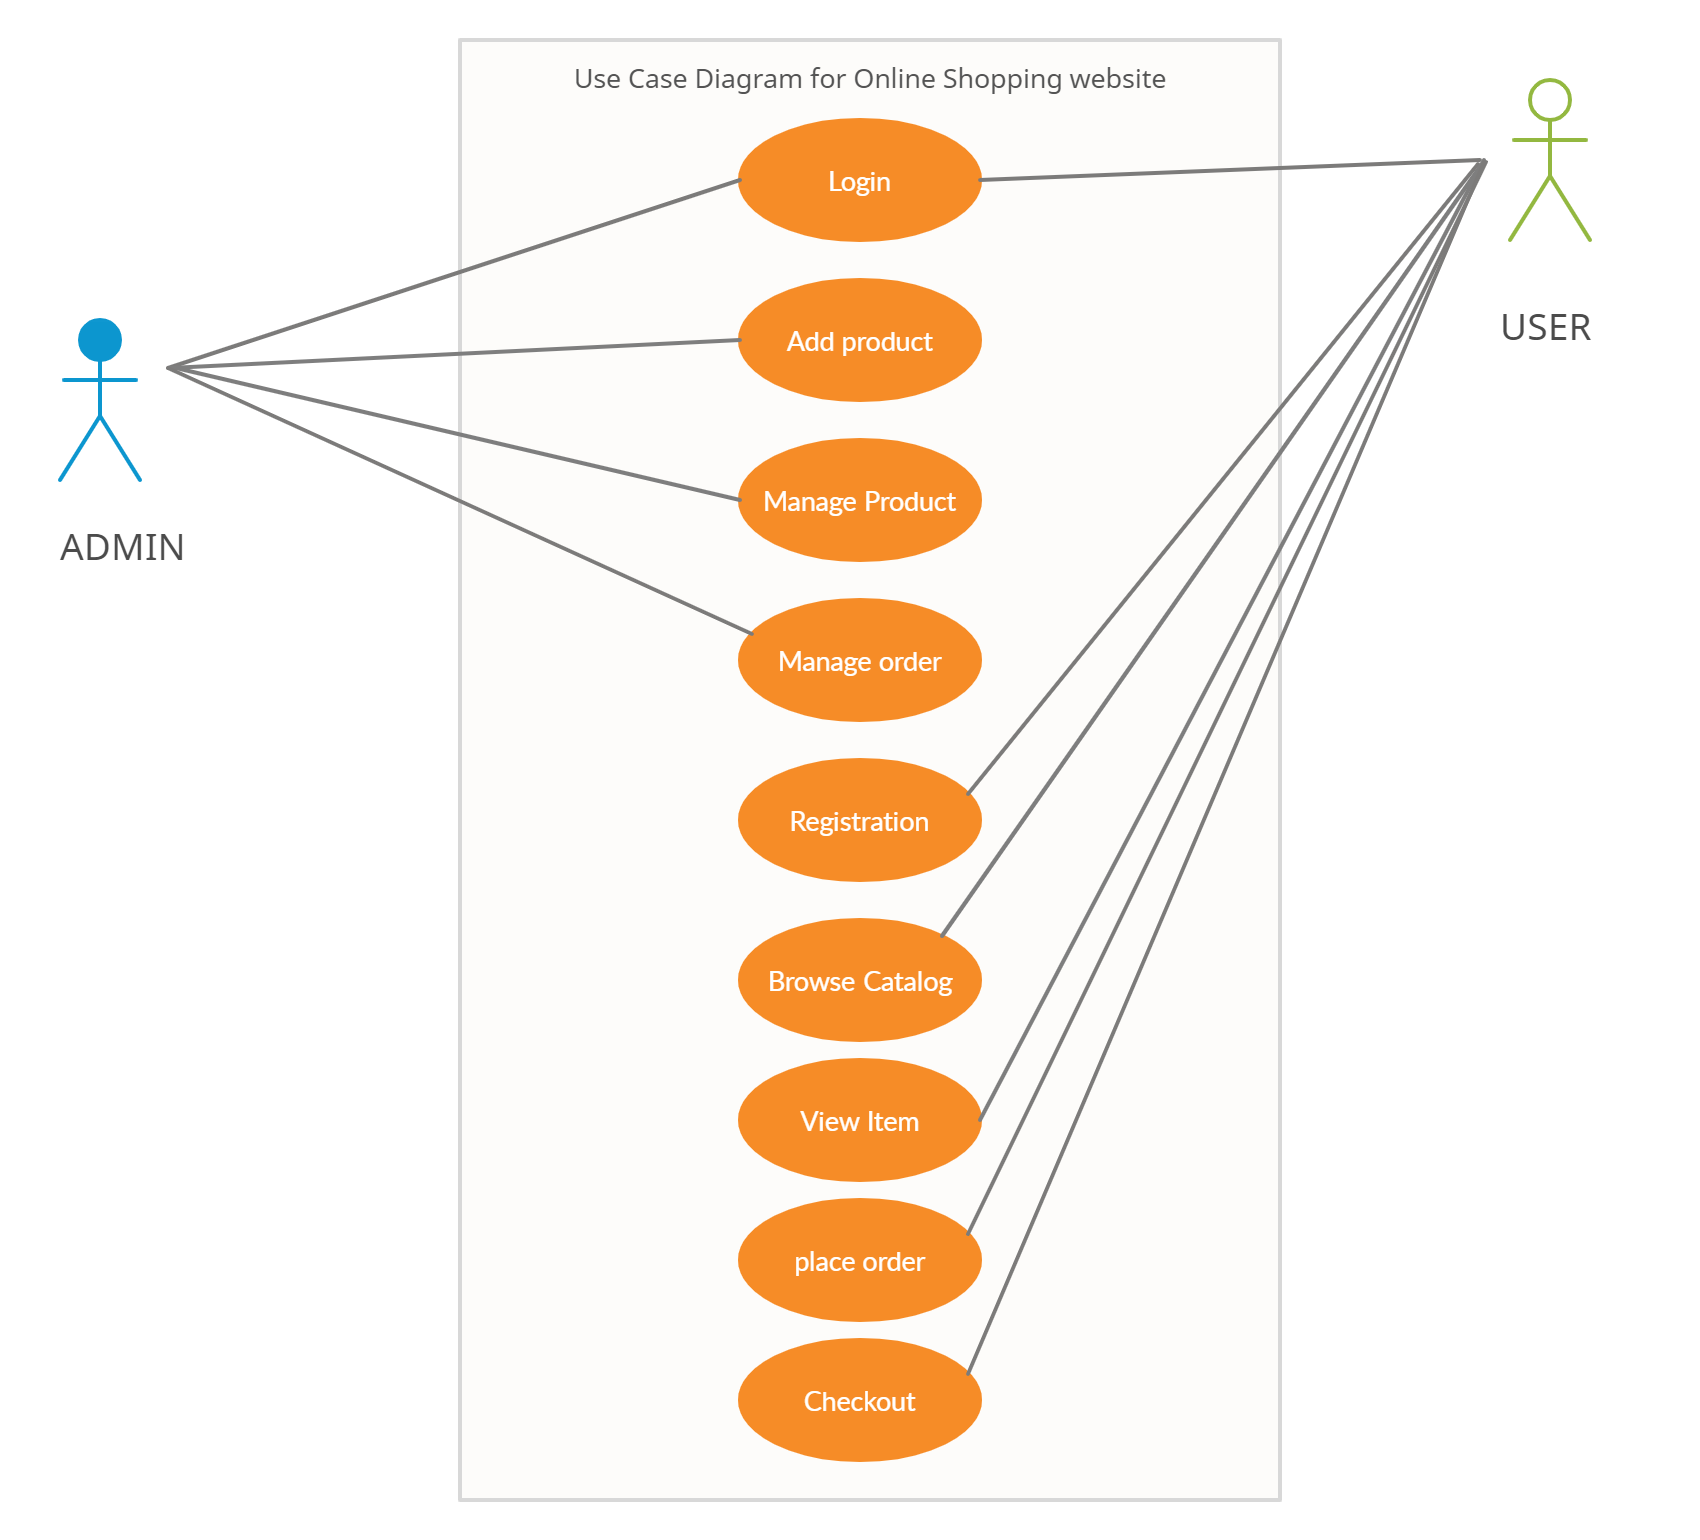 Use Case Diagram for Online Shopping website
Login
USER
Add product
Manage Product
ADMIN
Manage order
Registration
Browse Catalog
View Item
place order
Checkout